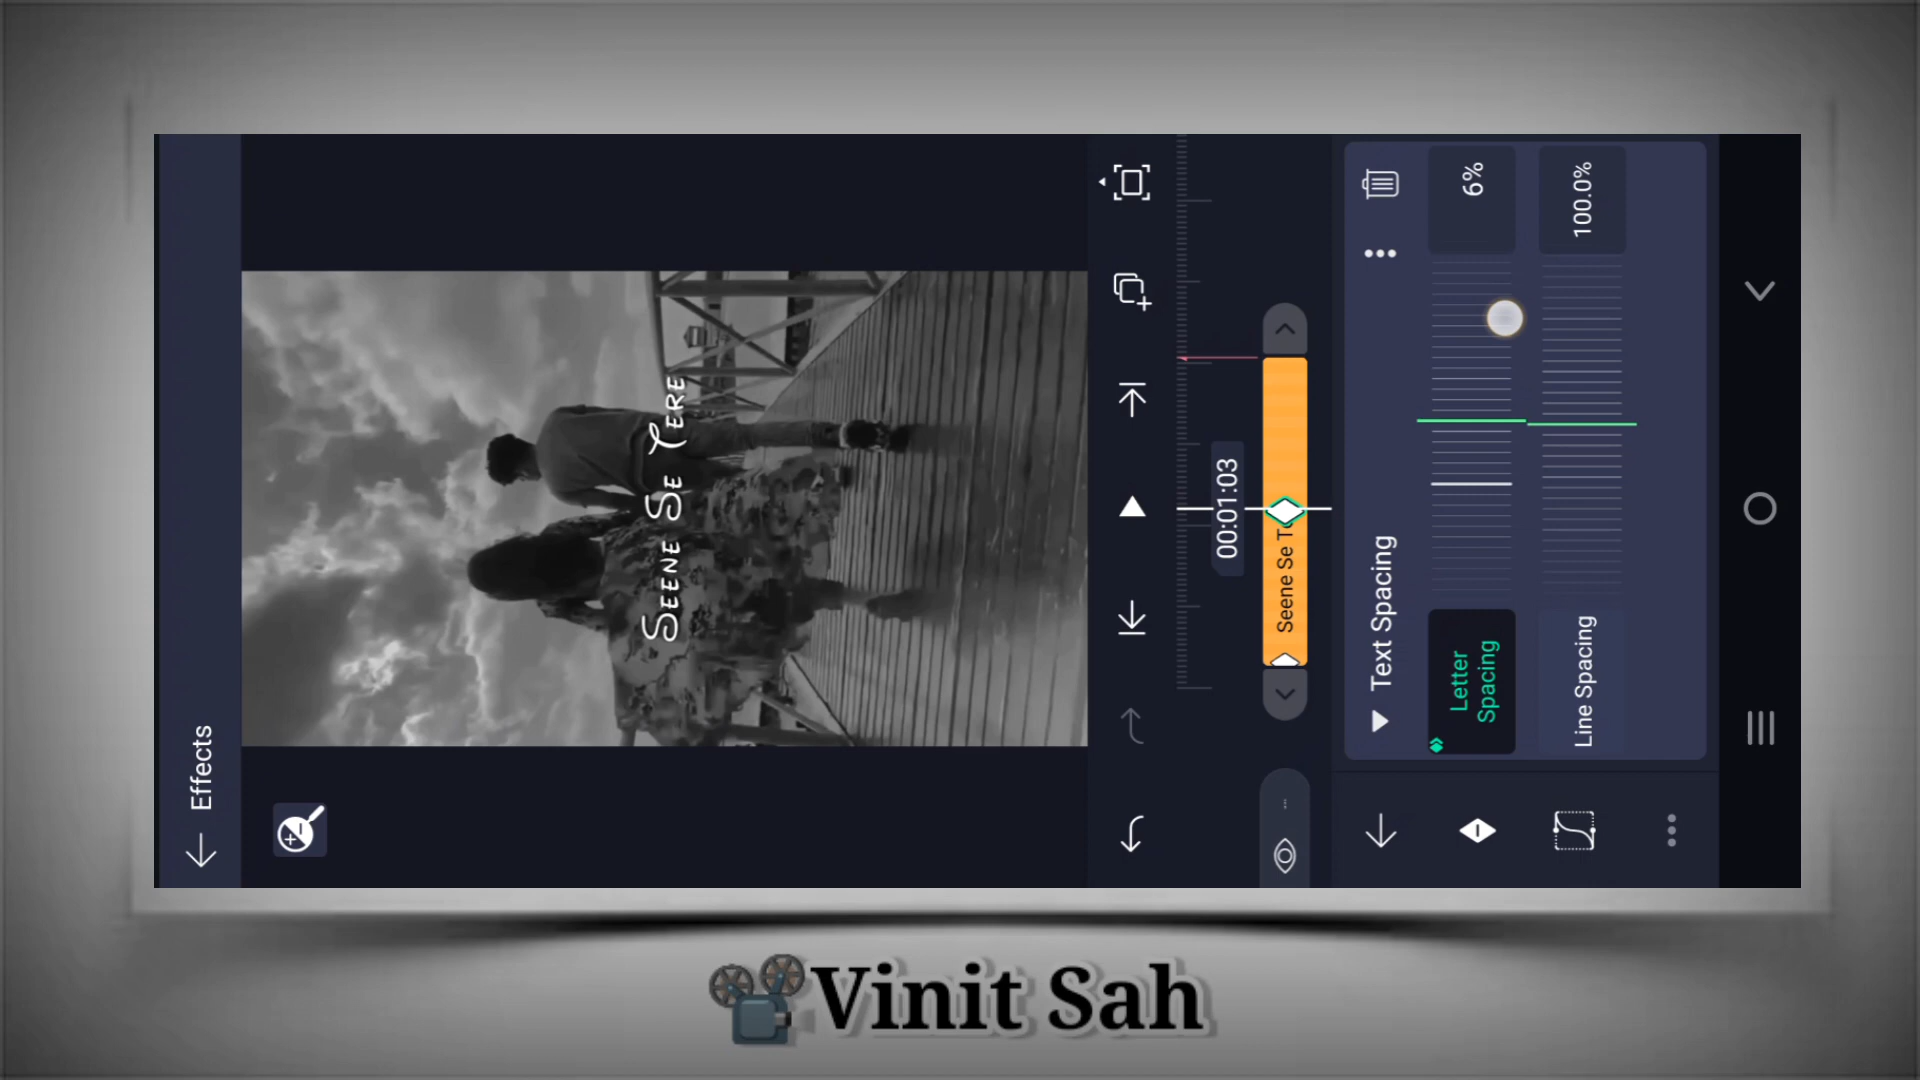 Effects
Seene Se Tere
00:01:03
Seene Se Te
Text Spacing
Letter
Spacing
6%
Line Spacing
100.0%
Vinit Sah